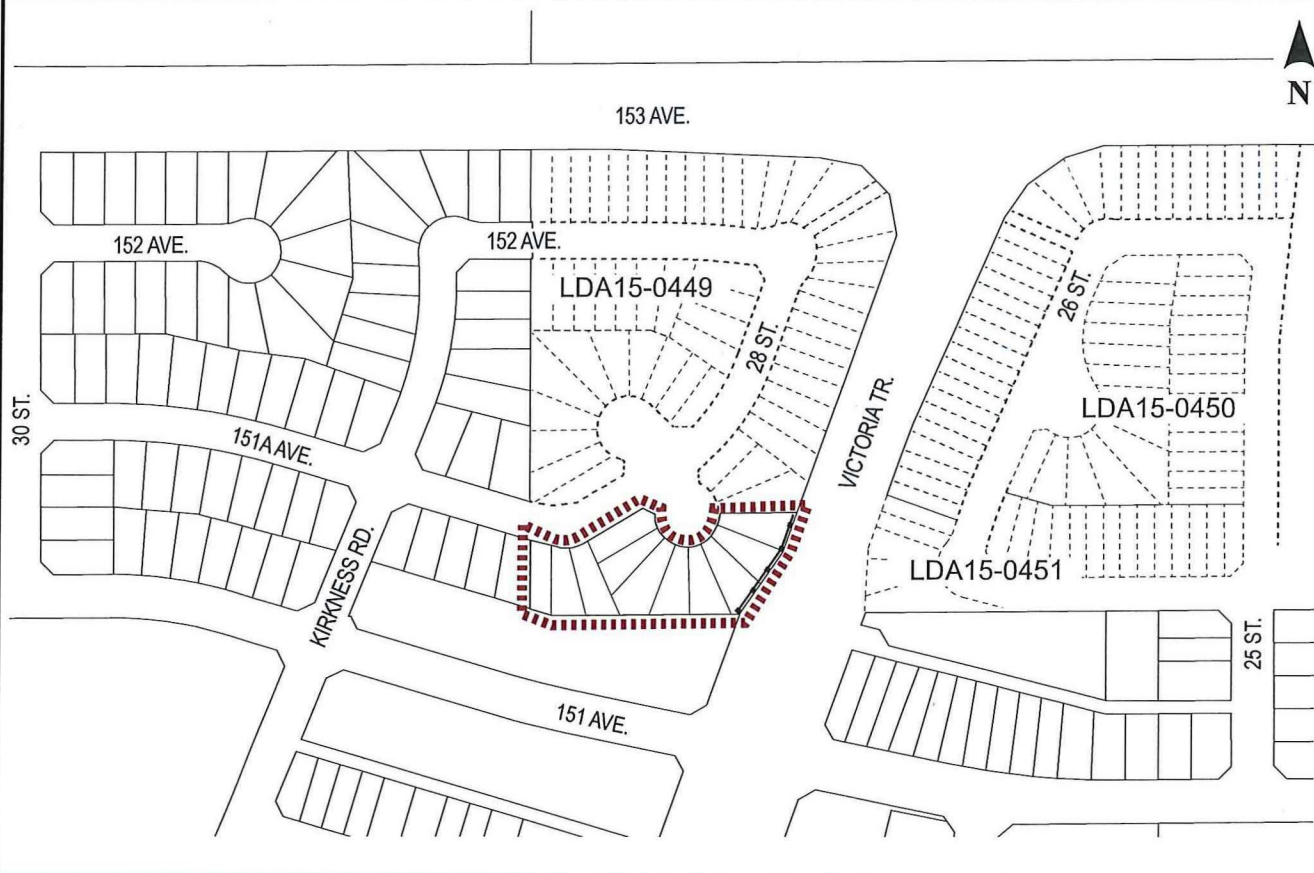 N
153 AVE.
152 AVE.
152 AVE.
LDA15-0449
26 ST.
28 ST.
LDA15-0450
30 ST.
VICTORIA TR.
151A AVE.
KIRKNESS RD.
LDA15-0451
25 ST.
151 AVE.